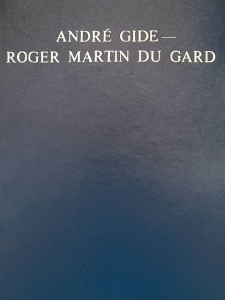 ANDRÉ GIDE—
ROGER MARTIN DU GARD